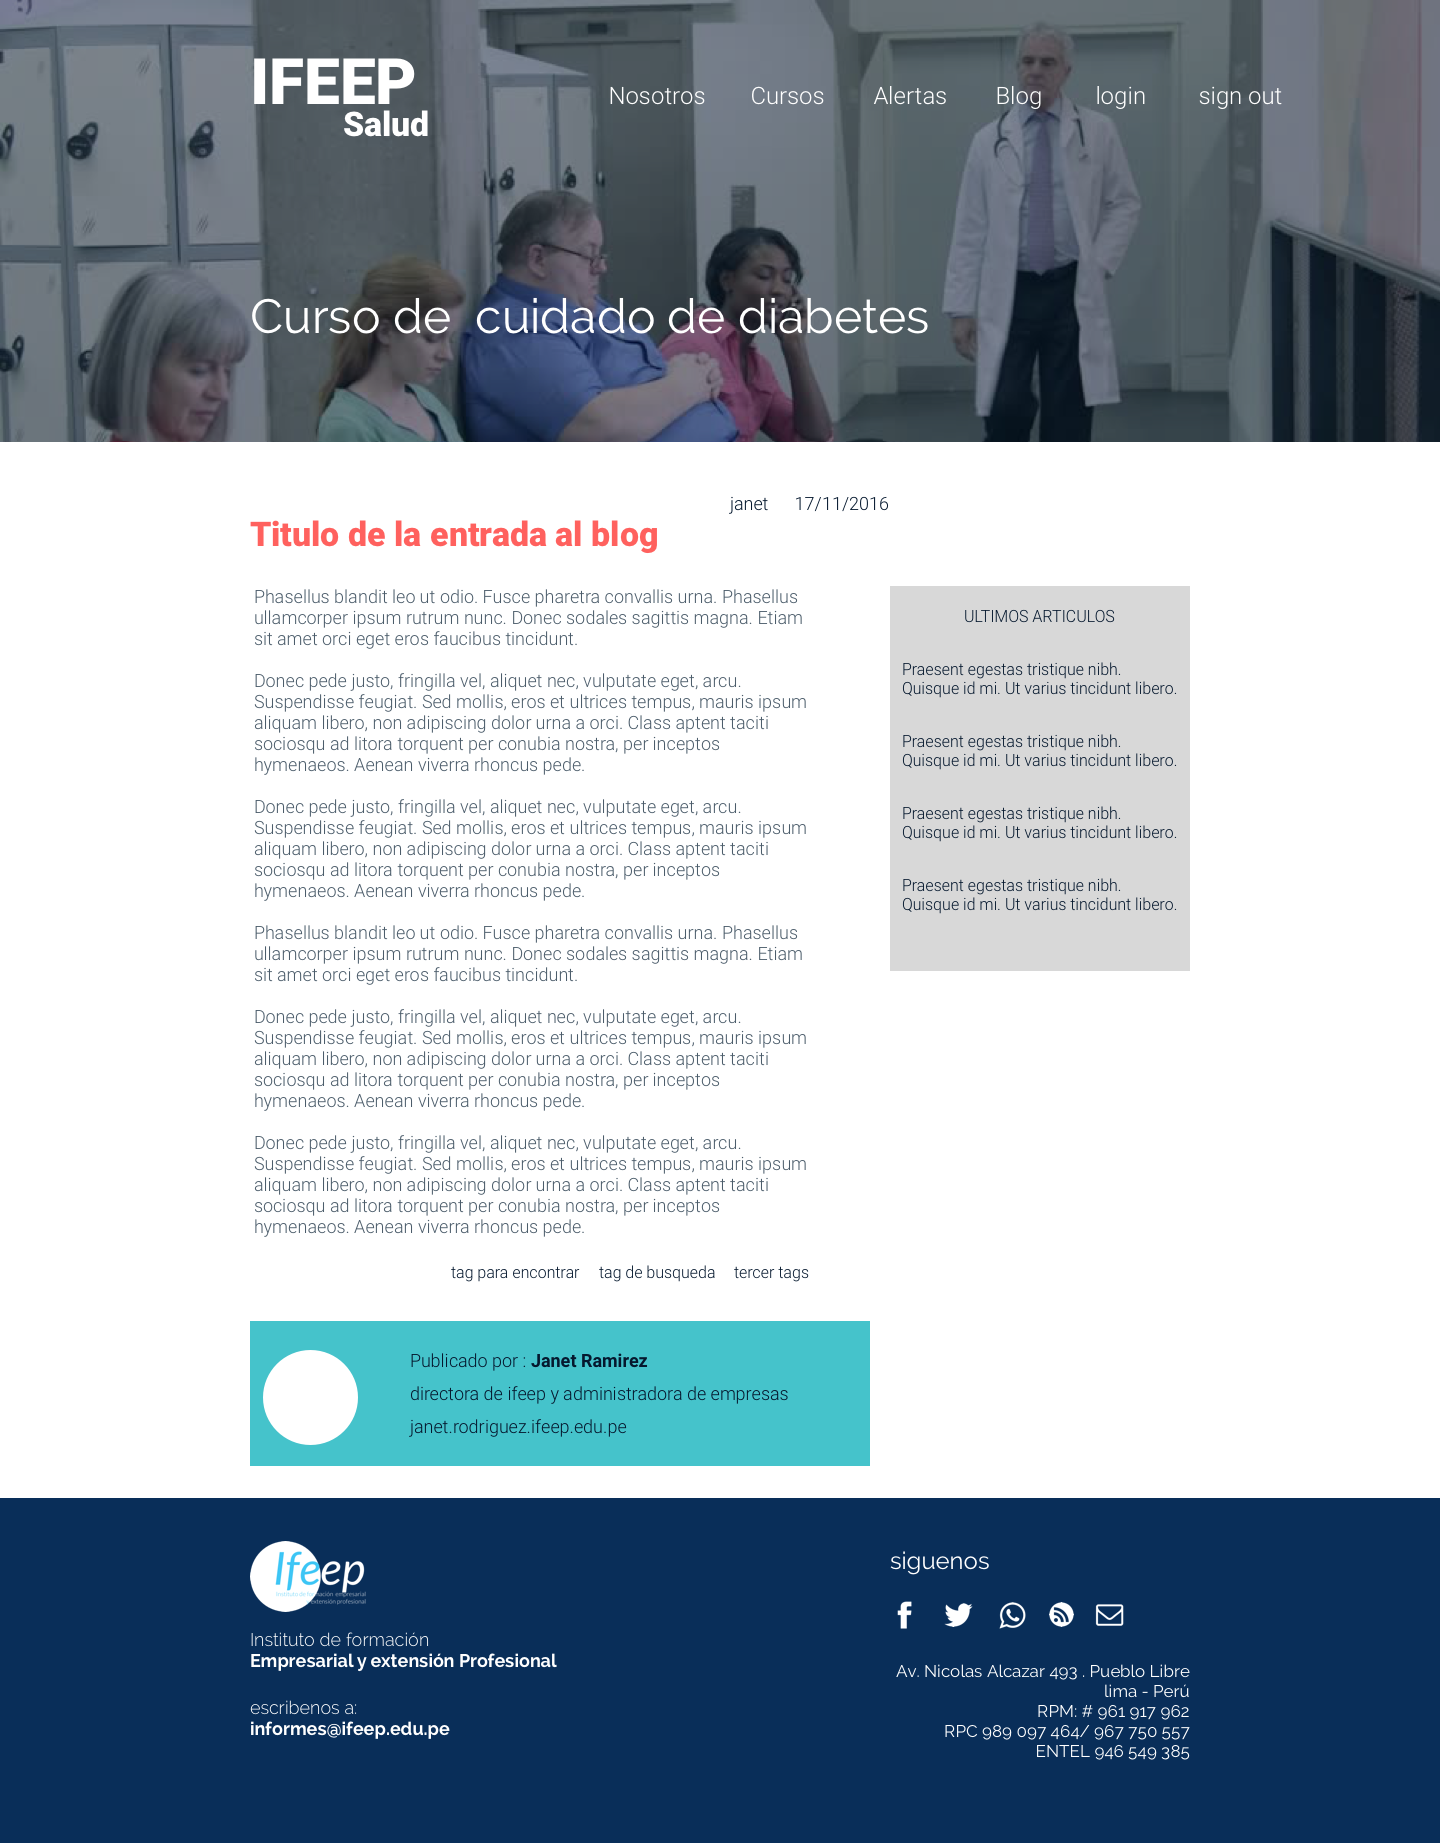 IFEEP
Salud
Nosotros Cursos Alertas Blog login sign out
Curso de cuidado de diabetes
janet 17/11/2016
Titulo de la entrada al blog
Phasellus blandit leo ut odio. Fusce pharetra convallis urna. Phasellus
ullamcorper ipsum rutrum nunc. Donec sodales sagittis magna. Etiam
sit amet orci eget eros faucibus tincidunt.
Donec pede justo, fringilla vel, aliquet nec, vulputate eget, arcu.
Suspendisse feugiat. Sed mollis, eros et ultrices tempus, mauris ipsum
aliquam libero, non adipiscing dolor urna a orci. Class aptent taciti
sociosqu ad litora torquent per conubia nostra, per inceptos
hymenaeos. Aenean viverra rhoncus pede.
Donec pede justo, fringilla vel, aliquet nec, vulputate eget, arcu.
Suspendisse feugiat. Sed mollis, eros et ultrices tempus, mauris ipsum
aliquam libero, non adipiscing dolor urna a orci. Class aptent taciti
sociosqu ad litora torquent per conubia nostra, per inceptos
hymenaeos. Aenean viverra rhoncus pede.
Phasellus blandit leo ut odio. Fusce pharetra convallis urna. Phasellus
ullamcorper ipsum rutrum nunc. Donec sodales sagittis magna. Etiam
sit amet orci eget eros faucibus tincidunt.
Donec pede justo, fringilla vel, aliquet nec, vulputate eget, arcu.
Suspendisse feugiat. Sed mollis, eros et ultrices tempus, mauris ipsum
aliquam libero, non adipiscing dolor urna a orci. Class aptent taciti
sociosqu ad litora torquent per conubia nostra, per inceptos
hymenaeos. Aenean viverra rhoncus pede.
Donec pede justo, fringilla vel, aliquet nec, vulputate eget, arcu.
Suspendisse feugiat. Sed mollis, eros et ultrices tempus, mauris ipsum
aliquam libero, non adipiscing dolor urna a orci. Class aptent taciti
sociosqu ad litora torquent per conubia nostra, per inceptos
hymenaeos. Aenean viverra rhoncus pede.
tag para encontrar tag de busqueda tercer tags
ULTIMOS ARTICULOS
Praesent egestas tristique nibh.
Quisque id mi. Ut varius tincidunt libero.
Praesent egestas tristique nibh.
Quisque id mi. Ut varius tincidunt libero.
Praesent egestas tristique nibh.
Quisque id mi. Ut varius tincidunt libero.
Praesent egestas tristique nibh.
Quisque id mi. Ut varius tincidunt libero.
Publicado por : Janet Ramirez
directora de ifeep y administradora de empresas
janet.rodriguez.ifeep.edu.pe
Ifeep
Instituto de formación empresarial
extensión profesional
Instituto de formación
Empresarial y extensión Profesional
escribenos a:
informes@ifeep.edu.pe
siguenos
Av. Nicolas Alcazar 493 . Pueblo Libre
lima - Perú
RPM: # 961 917 962
RPC 989 097 464/ 967 750 557
ENTEL 946 549 385